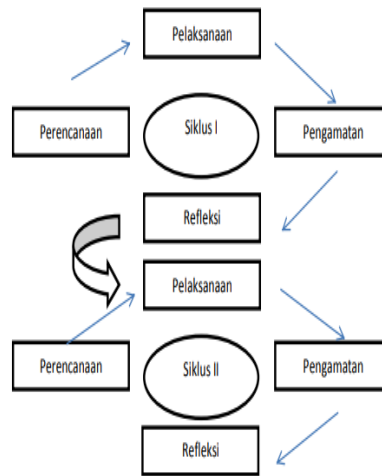 Pelaksanaan
Perencanaan
Siklus I
Pengamatan
Refleksi
Pelaksanaan
Perencanaan
Siklus II
Pengamatan
Refleksi